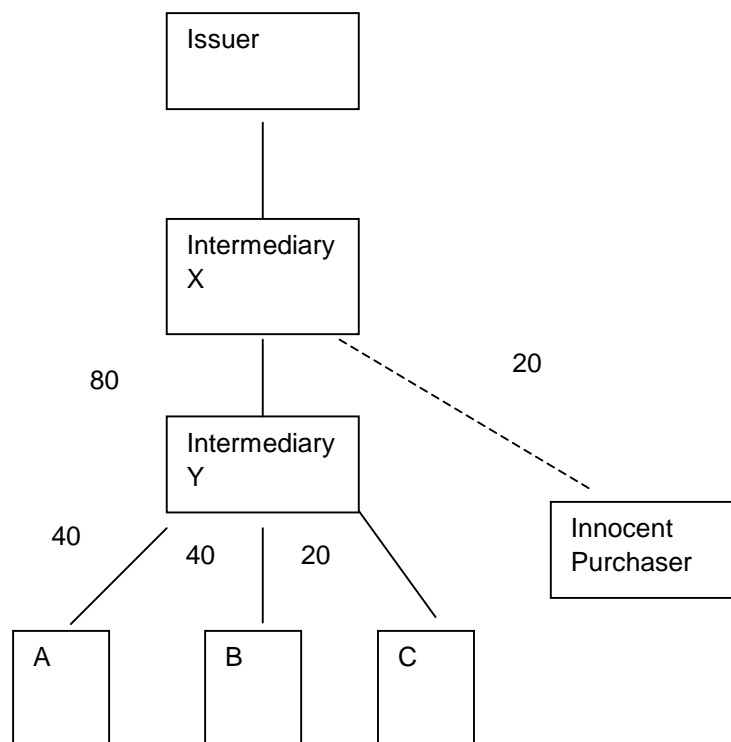 Issuer
Intermediary
X
20
80
Intermediary
Y
Innocent
Purchaser
40
40
20
A
B
C